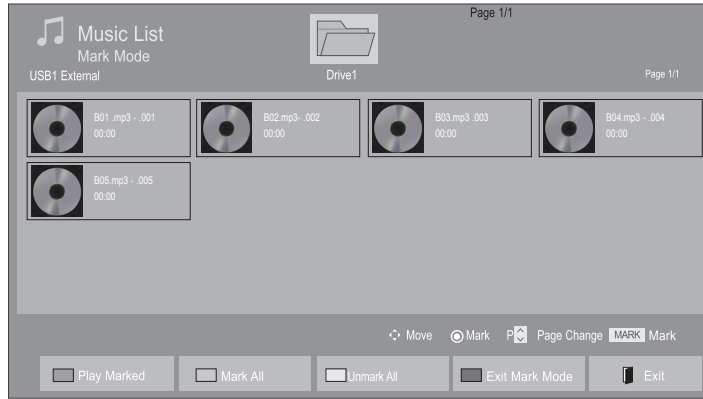 Page 1/1
Music List
Mark Mode
USB1 External
Drive1
Page 1/1
B01 .mp3 - .001
00:00
B02.mp3- .002
00:00
B03.mp3 .003
00:00
B04.mp3 - .004
00:00
B05.mp3 - .005
00:00
Move Mark P Page Change MARK Mark
Play Marked Mark All Unmark All Exit Mark Mode Exit